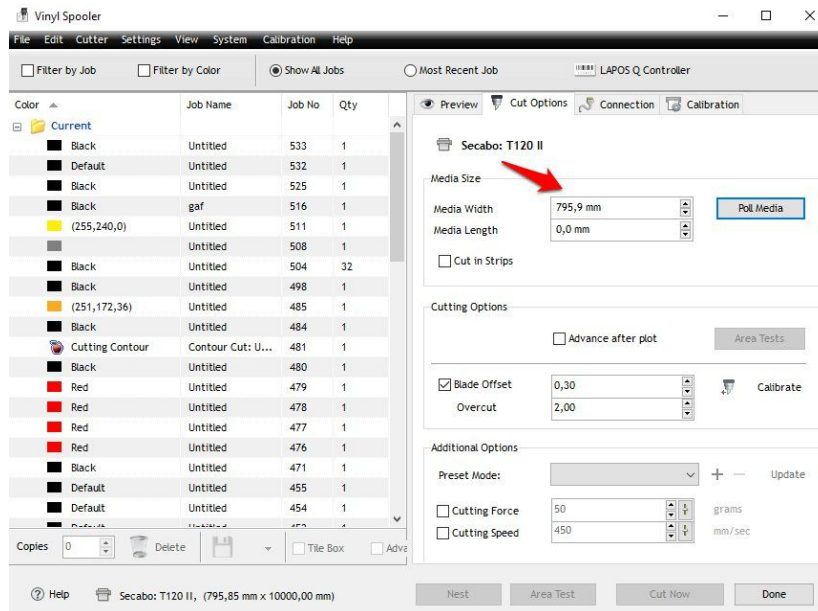 Vinyl Spooler
File Edit Cutter Settings View System Calibration Help
Filter by Job Filter by Color Show All Jobs Most Recent Job LAPOS Q Controller
Color Job Name Job No Qty
Current
Black Untitled 533 1
Default Untitled 532 1
Black Untitled 525 1
Black gaf 516 1
(255,240,0) Untitled 511 1
Untitled 508 1
Black Untitled 504 32
Black Untitled 498 1
(251,172,36) Untitled 485 1
Black Untitled 484 1
Cutting Contour Contour Cut: U... 481 1
Black Untitled 480 1
Red Untitled 479 1
Red Untitled 478 1
Red Untitled 477 1
Red Untitled 476 1
Black Untitled 471 1
Default Untitled 455 1
Default Untitled 454 1
Copies 0 Delete Tile Box
Preview Cut Options Connection Calibration
Secabo: T120 II
Media Size
Media Width 795,9 mm Poll Media
Media Length 0,0 mm
Cut in Strips
Cutting Options
Advance after plot Area Tests
Blade Offset 0,30 Calibrate
Overcut 2,00
Additional Options
Preset Mode: Update
Cutting Force 50 grams
Cutting Speed 450 mm/sec
Help Secabo: T120 II, (795,85 mm x 10000,00 mm) Nest Area Test Cut Now Done